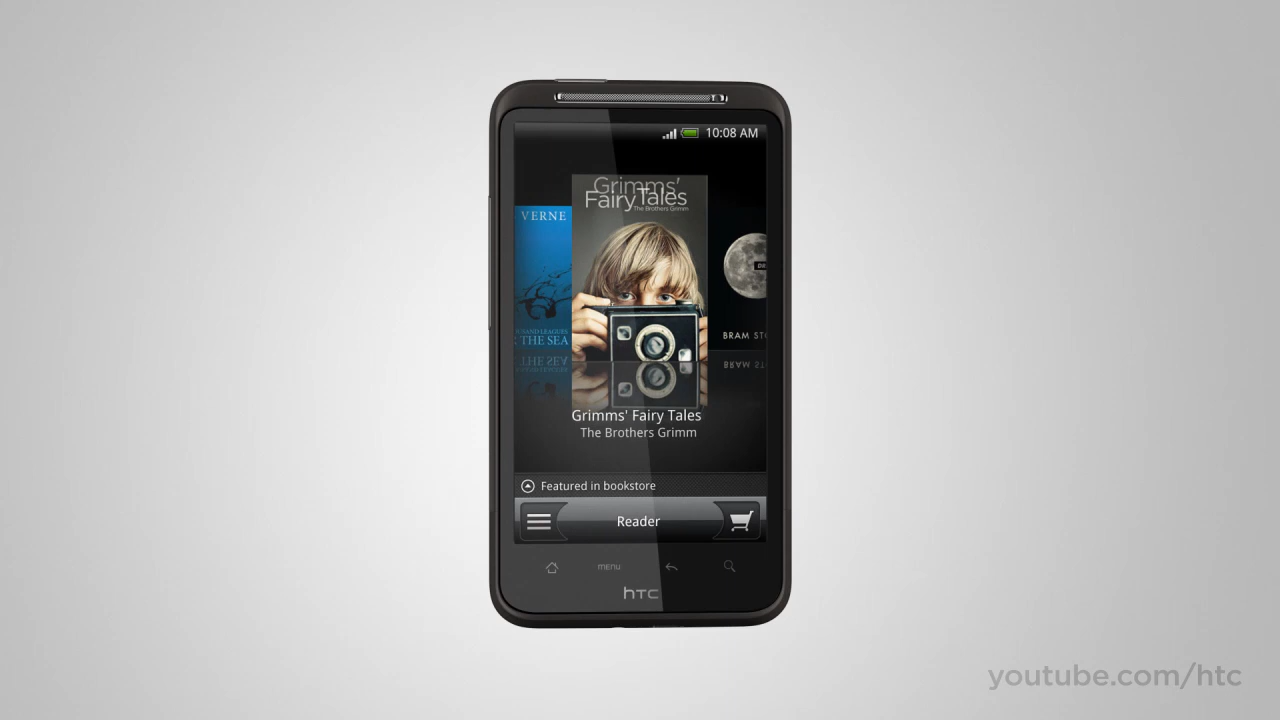 10:08 AM
Grimms'
Fairy Tales
The Brothers Grimm
VERNE
THE SEA
BRAM STO
Grimms' Fairy Tales
The Brothers Grimm
Featured in bookstore
Reader
MENU
hTC
youtube.com/htc